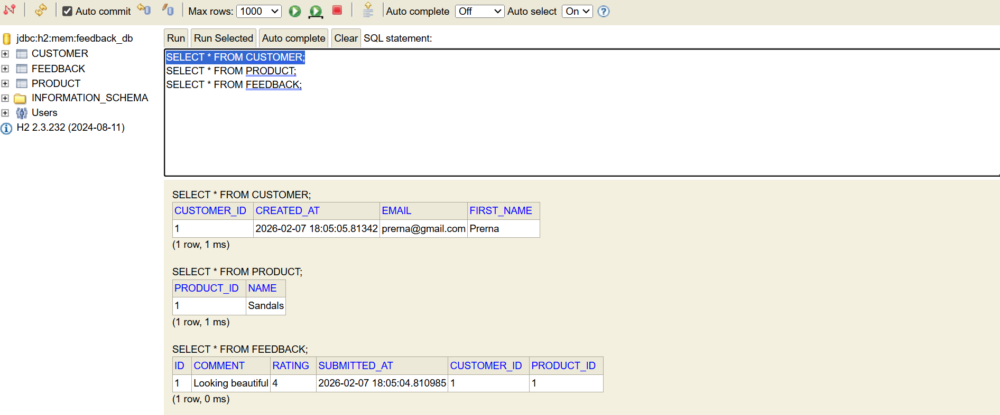 Auto commit Max rows: 1000 Auto complete Off Auto select On ?
jdbc:h2:mem:feedback_db
CUSTOMER
FEEDBACK
PRODUCT
INFORMATION_SCHEMA
Users
H2 2.3.232 (2024-08-11)
Run Run Selected Auto complete Clear SQL statement:
SELECT * FROM CUSTOMER;
SELECT * FROM PRODUCT;
SELECT * FROM FEEDBACK;
SELECT * FROM CUSTOMER;
CUSTOMER_ID CREATED_AT EMAIL FIRST_NAME
1 2026-02-07 18:05:05.81342 prerna@gmail.com Prerna
(1 row, 1 ms)
SELECT * FROM PRODUCT;
PRODUCT_ID NAME
1 Sandals
(1 row, 1 ms)
SELECT * FROM FEEDBACK;
ID COMMENT RATING SUBMITTED_AT CUSTOMER_ID PRODUCT_ID
1 Looking beautiful 4 2026-02-07 18:05:04.810985 1 1
(1 row, 0 ms)